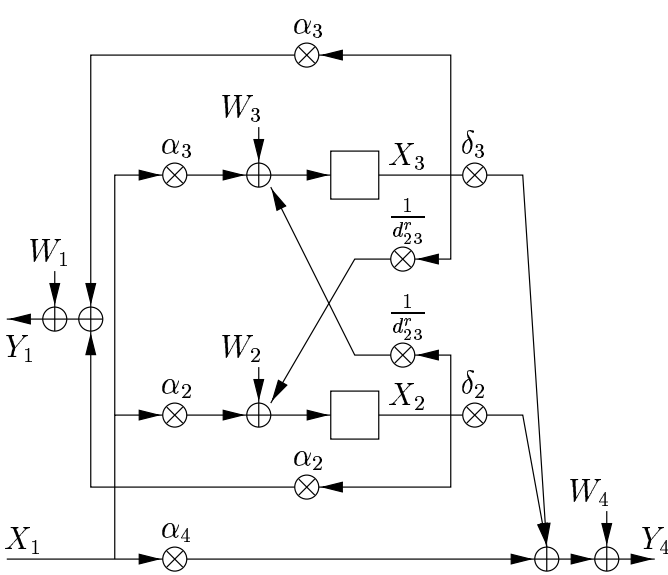 α₃
W₃
α₃
X₃
δ₃
1/d^r_23
W₁
Y₁
1/d^r_23
W₂
α₂
X₂
δ₂
α₂
W₄
X₁
α₄
Y₄